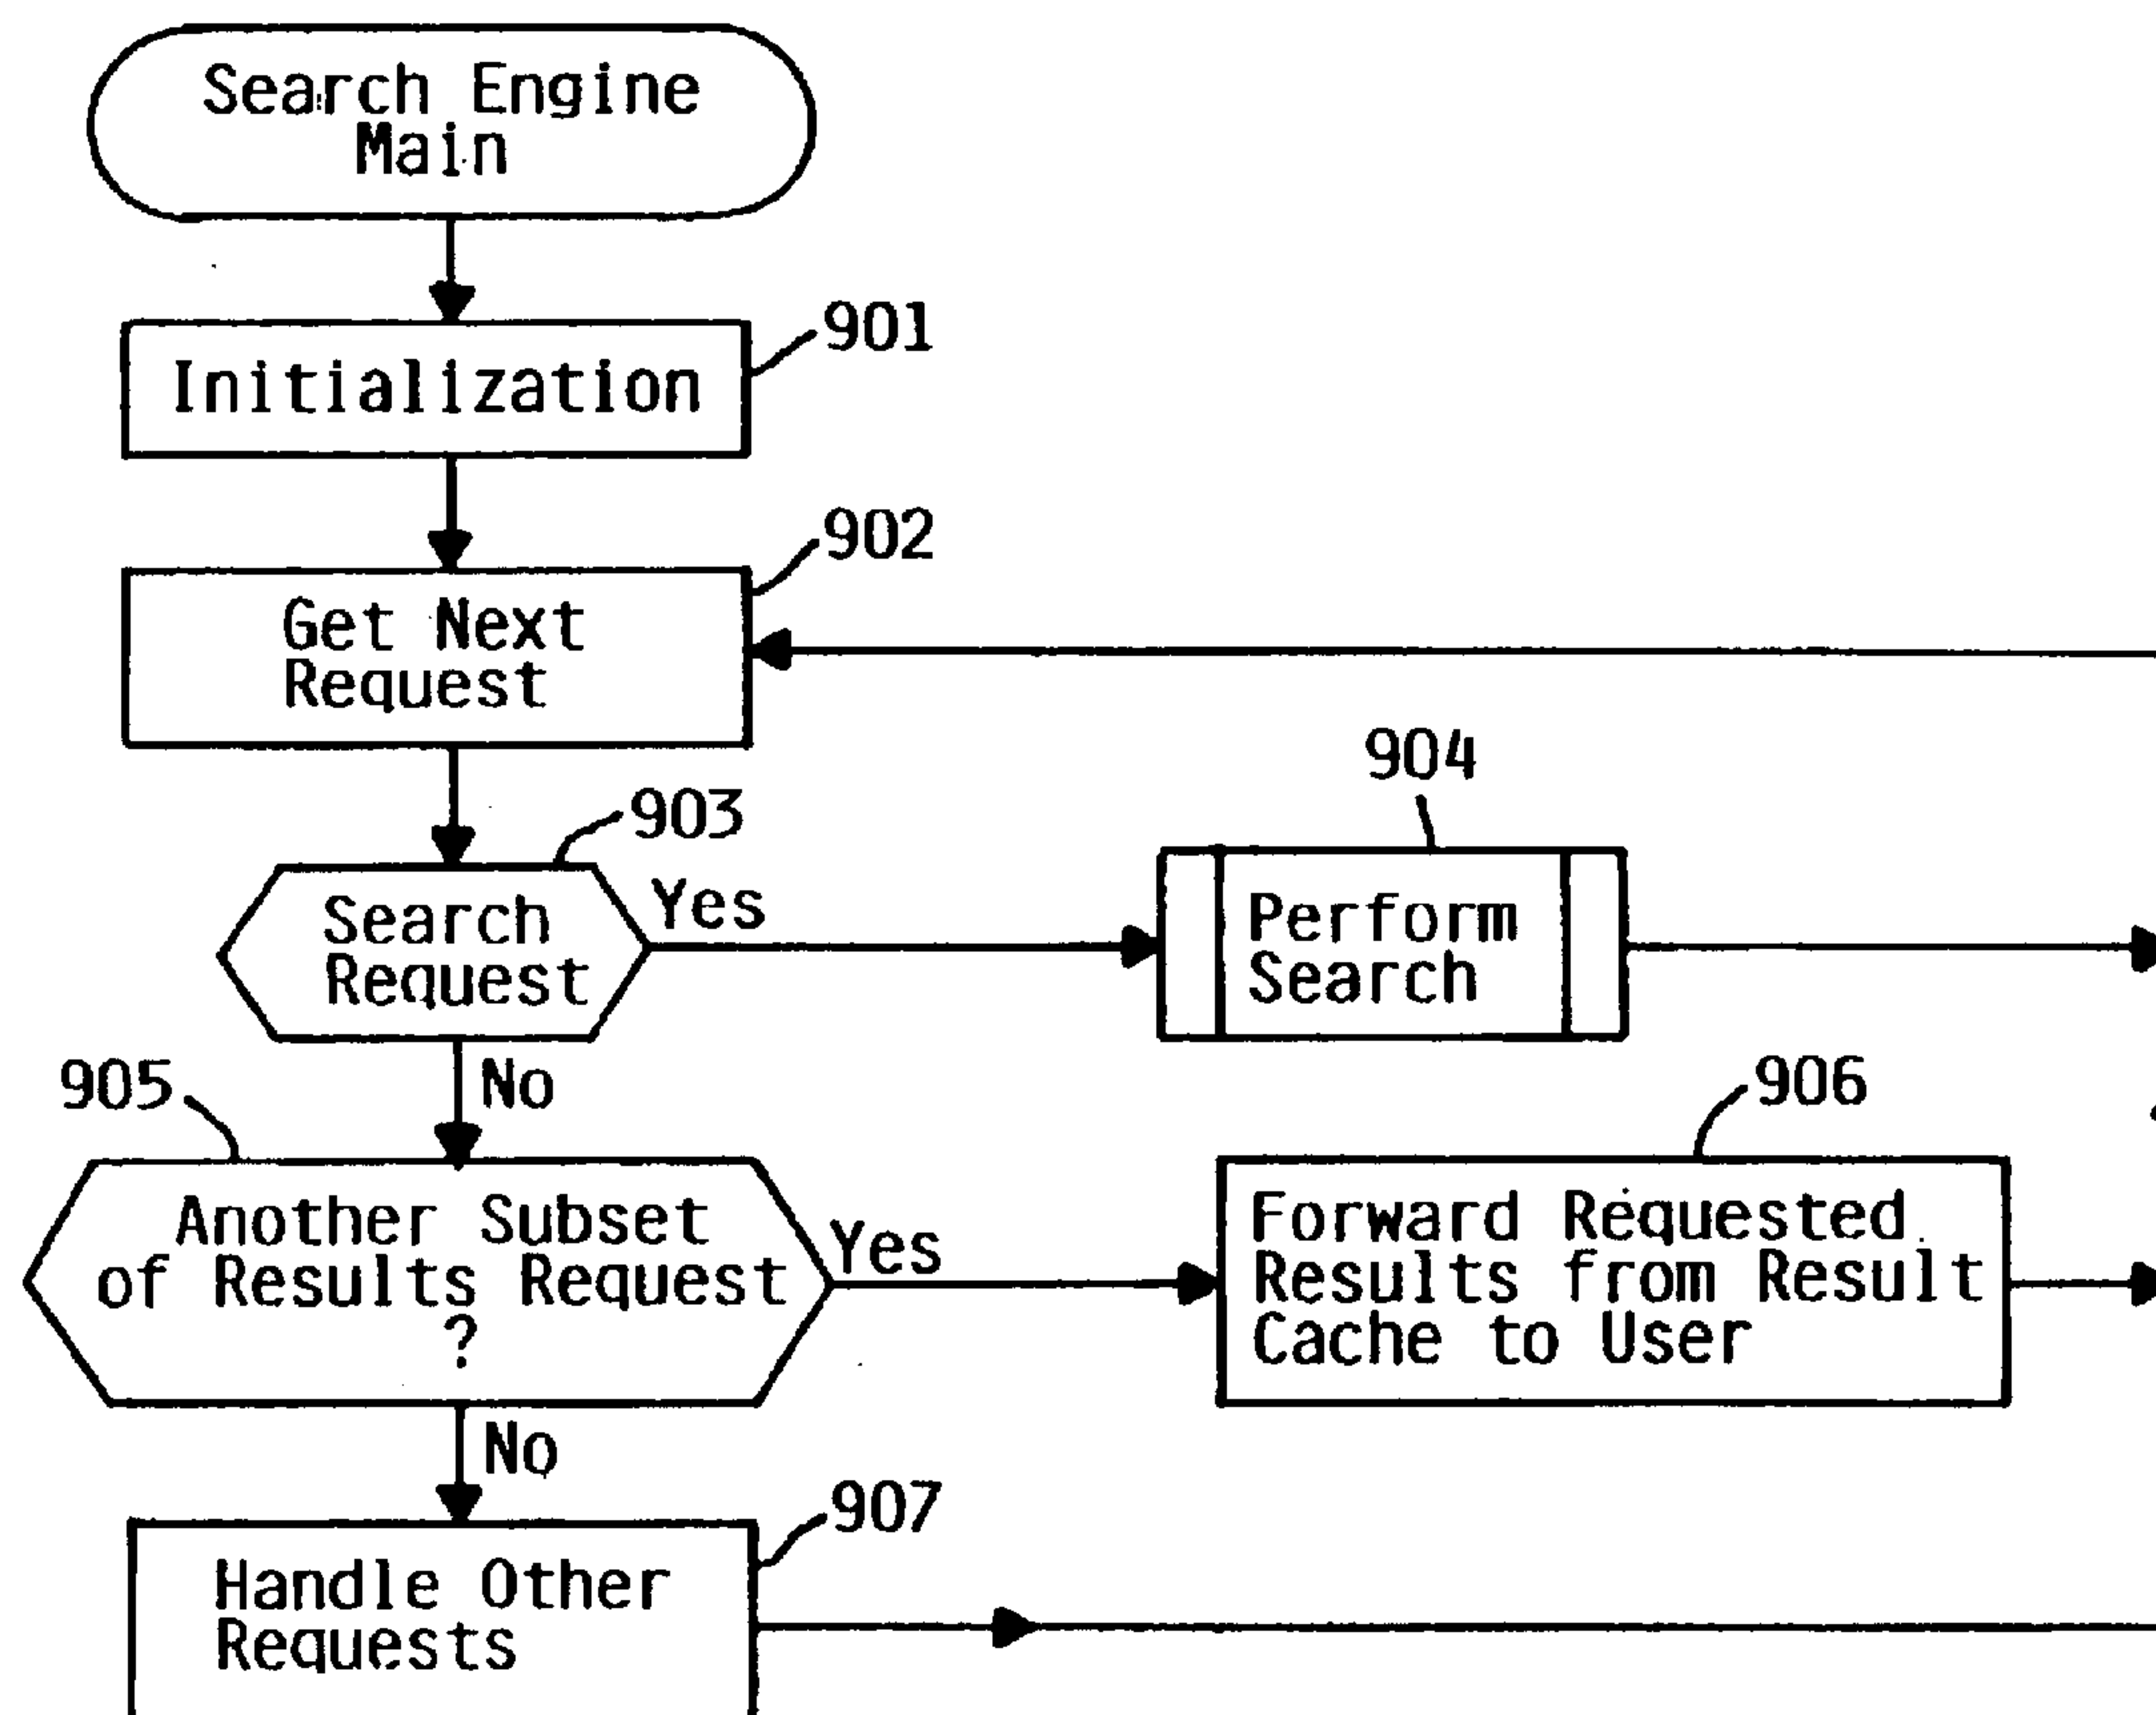 Search Engine
Main
901
Initialization
902
Get Next
Request
903
Search
Request
Yes
904
Perform
Search
No
905
Another Subset
of Results Request
?
Yes
906
Forward Requested
Results from Result
Cache to User
No
907
Handle Other
Requests